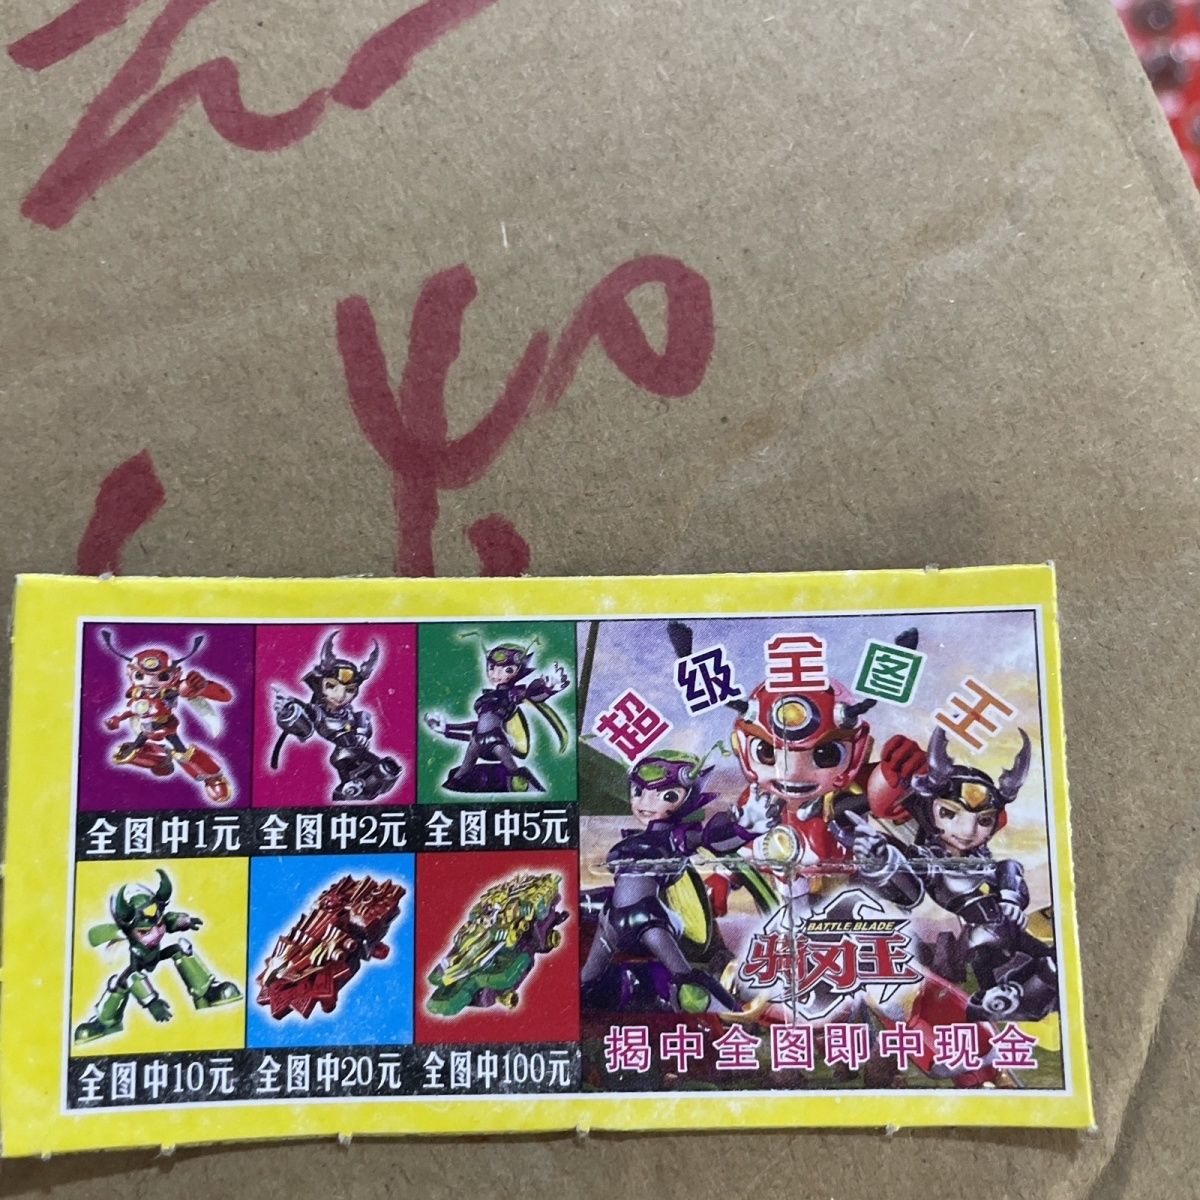 超级全图王
全图中1元 全图中2元 全图中5元
全图中10元 全图中20元 全图中100元
BATTLE BLADE
骑刃王
揭中全图即中现金